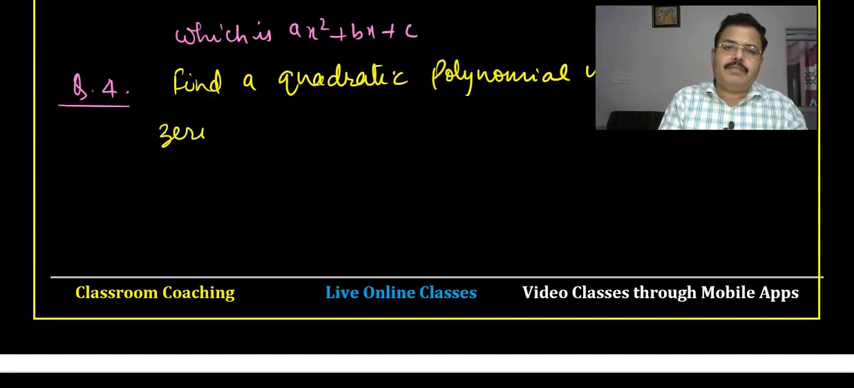 which is ax²+bx+c
Q.4. Find a quadratic Polynomial
Classroom Coaching Live Online Classes Video Classes through Mobile Apps